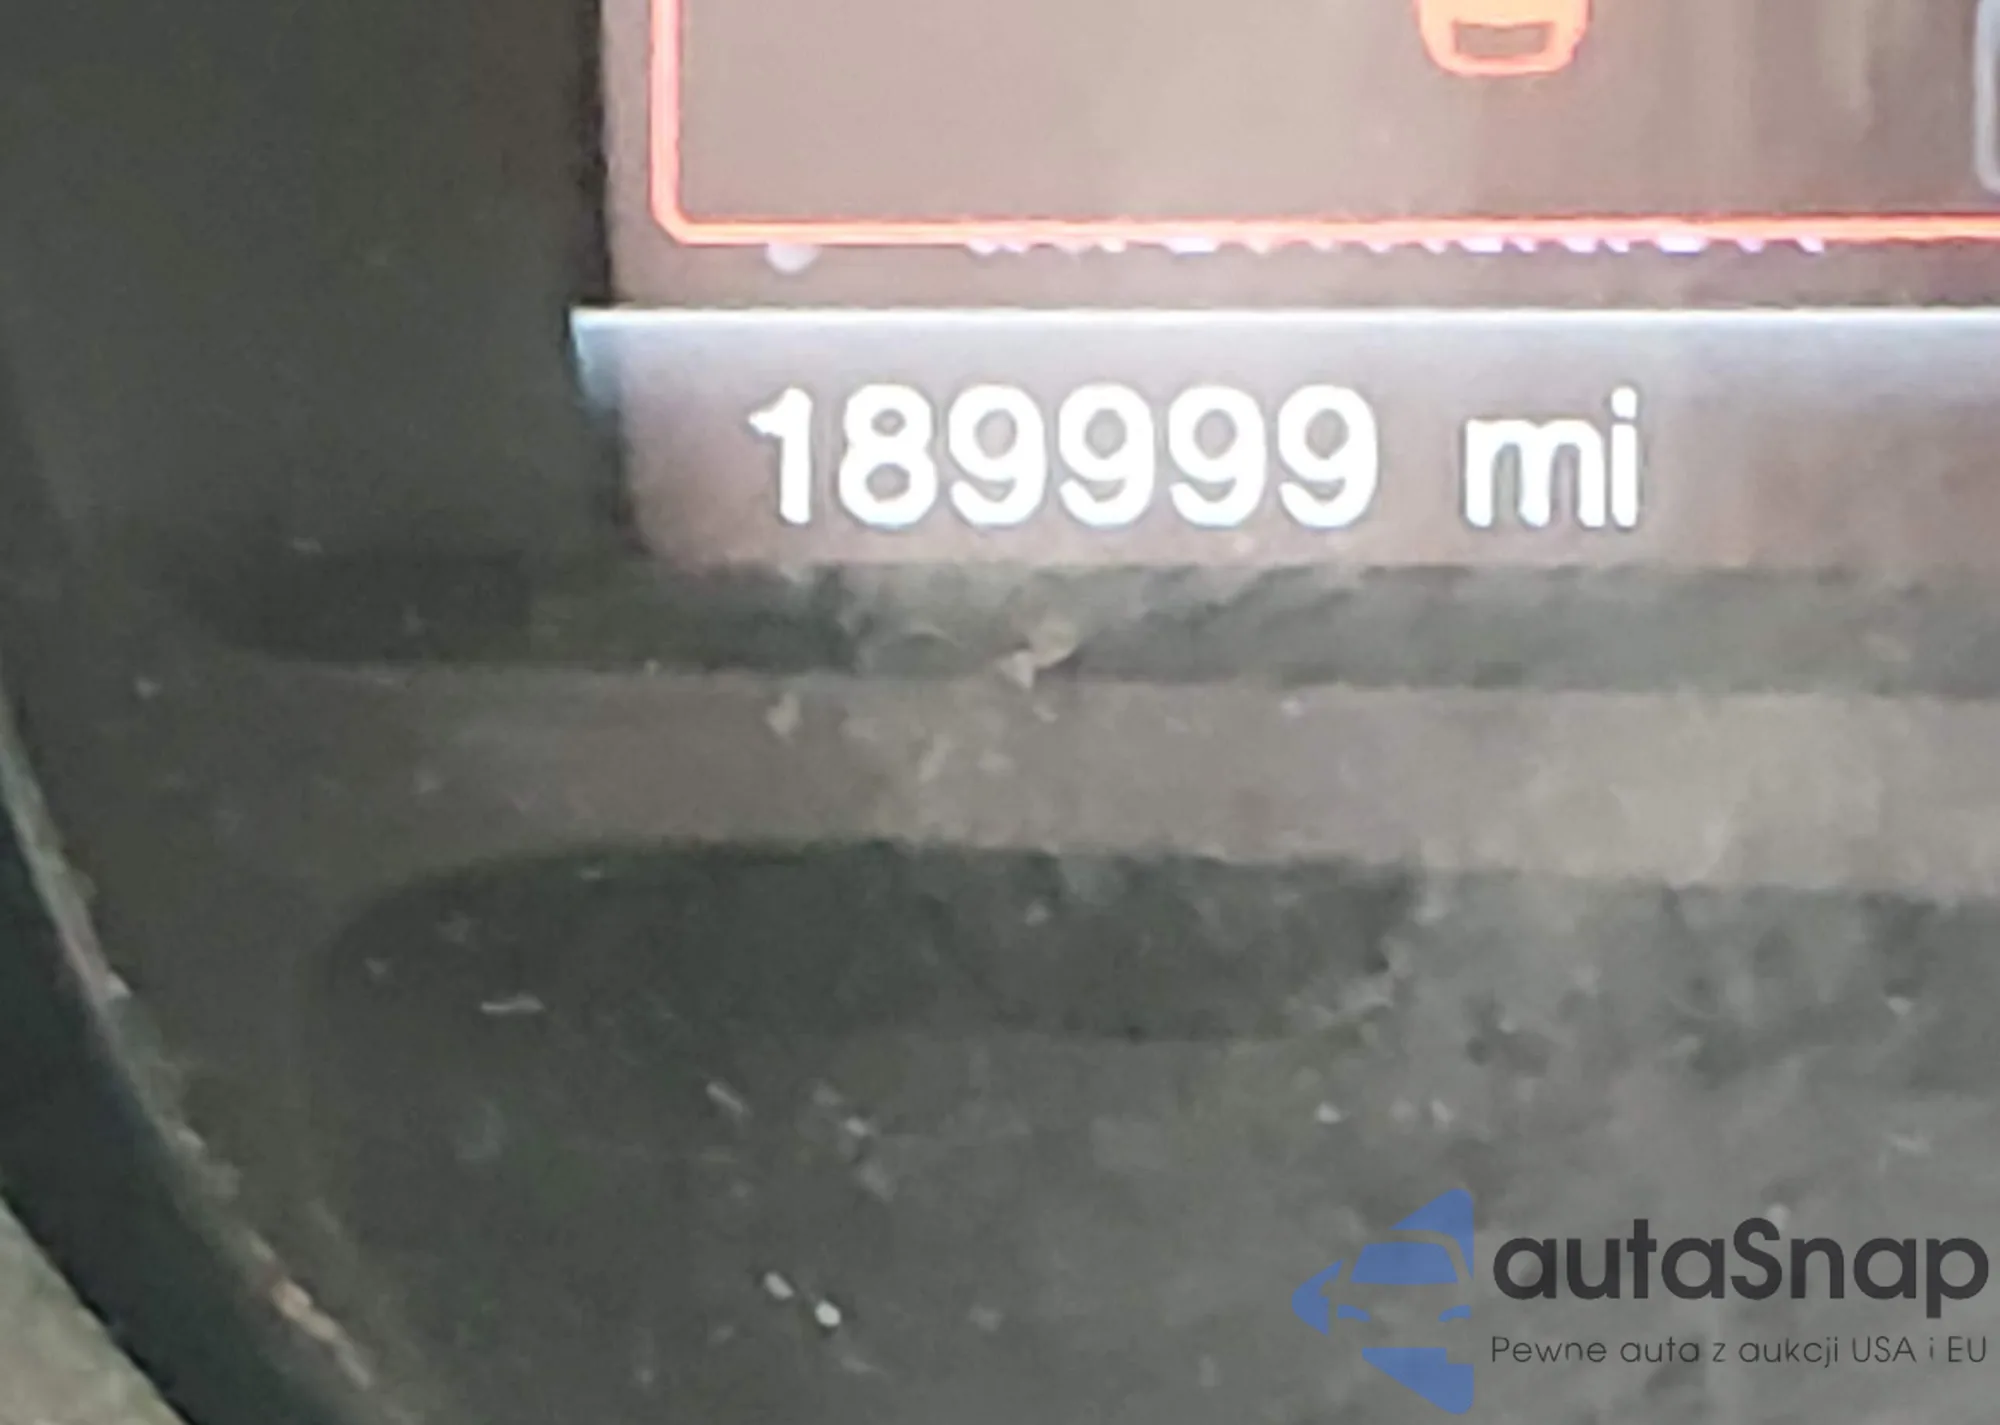 189999 mi
autaSnap
Pewne auta z aukcji USA i EU